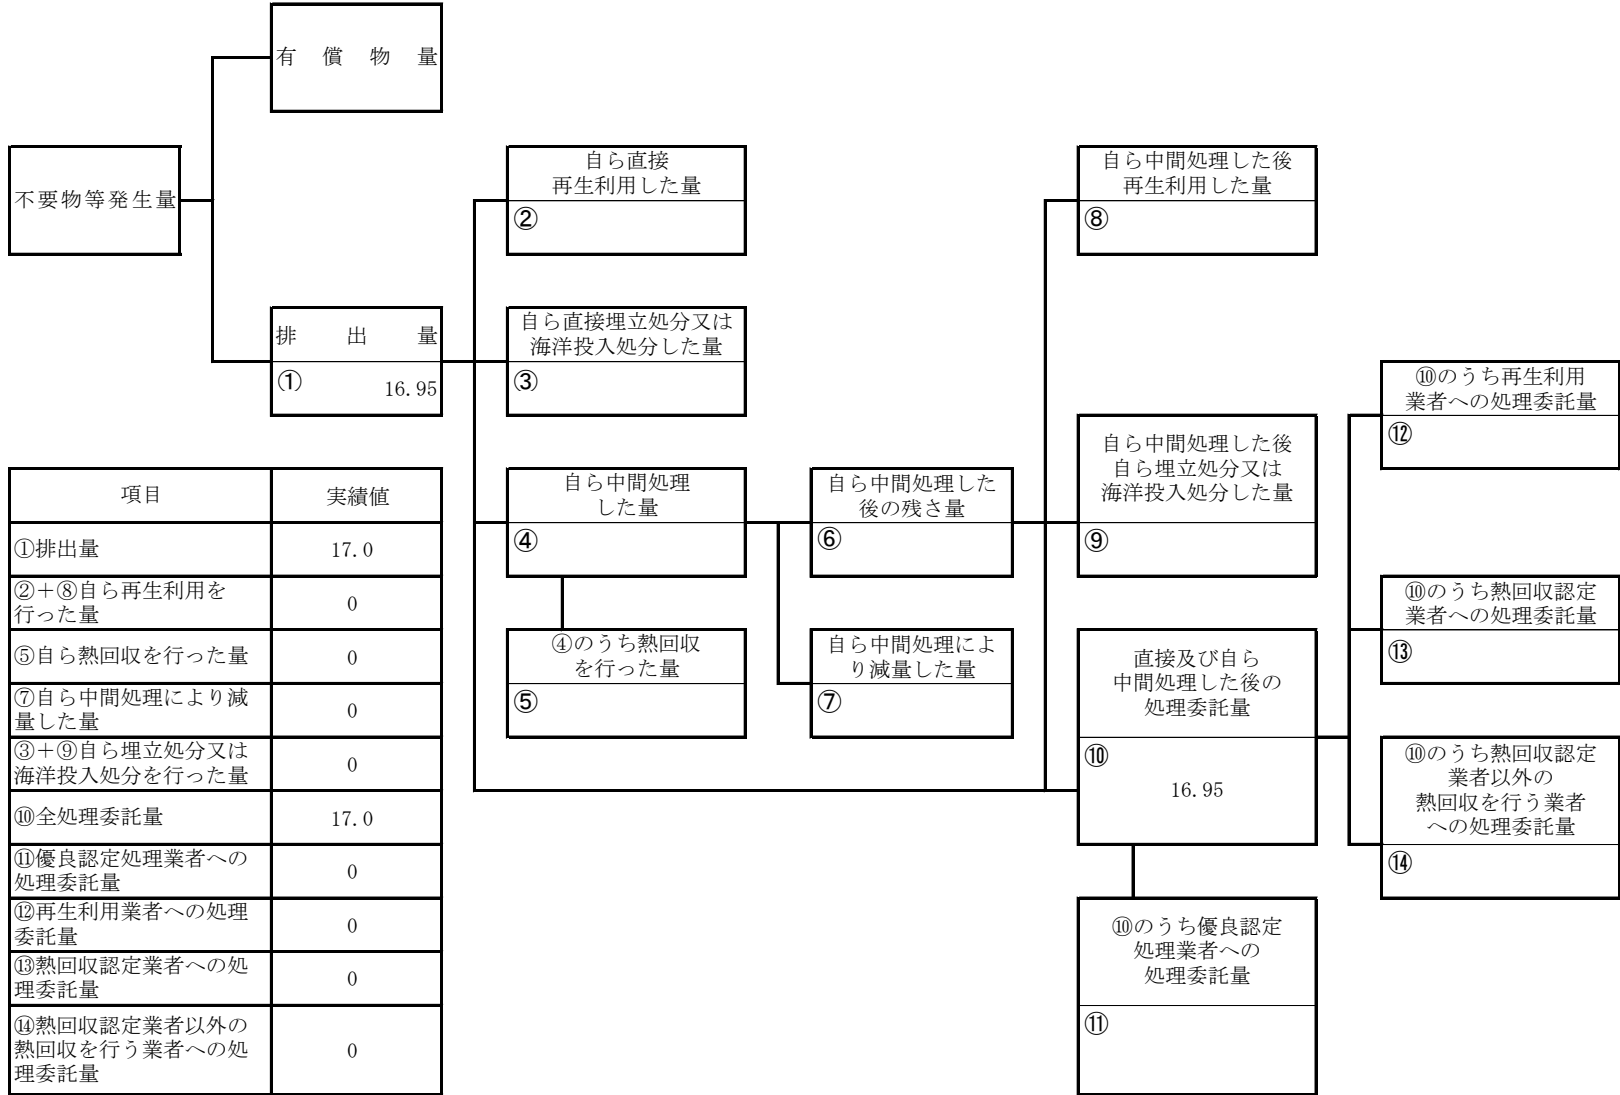 有償物量
不要物等発生量
排出量
① 16.95
自ら直接
再生利用した量
②
自ら直接埋立処分又は
海洋投入処分した量
③
自ら中間処理
した量
④
④のうち熱回収
を行った量
⑤
自ら中間処理した
後の残さ量
⑥
自ら中間処理によ
り減量した量
⑦
自ら中間処理した後
再生利用した量
⑧
自ら中間処理した後
自ら埋立処分又は
海洋投入処分した量
⑨
直接及び自ら
中間処理した後の
処理委託量
⑩
16.95
⑩のうち優良認定
処理業者への
処理委託量
⑪
⑩のうち再生利用
業者への処理委託量
⑫
⑩のうち熱回収認定
業者への処理委託量
⑬
⑩のうち熱回収認定
業者以外の
熱回収を行う業者
への処理委託量
⑭
項目 実績値
①排出量 17.0
②+⑧自ら再生利用を
行った量 0
⑤自ら熱回収を行った量 0
⑦自ら中間処理により減
量した量 0
③+⑨自ら埋立処分又は
海洋投入処分を行った量 0
⑩全処理委託量 17.0
⑪優良認定処理業者への
処理委託量 0
⑫再生利用業者への処理
委託量 0
⑬熱回収認定業者への処
理委託量 0
⑭熱回収認定業者以外の
熱回収を行う業者への処
理委託量 0